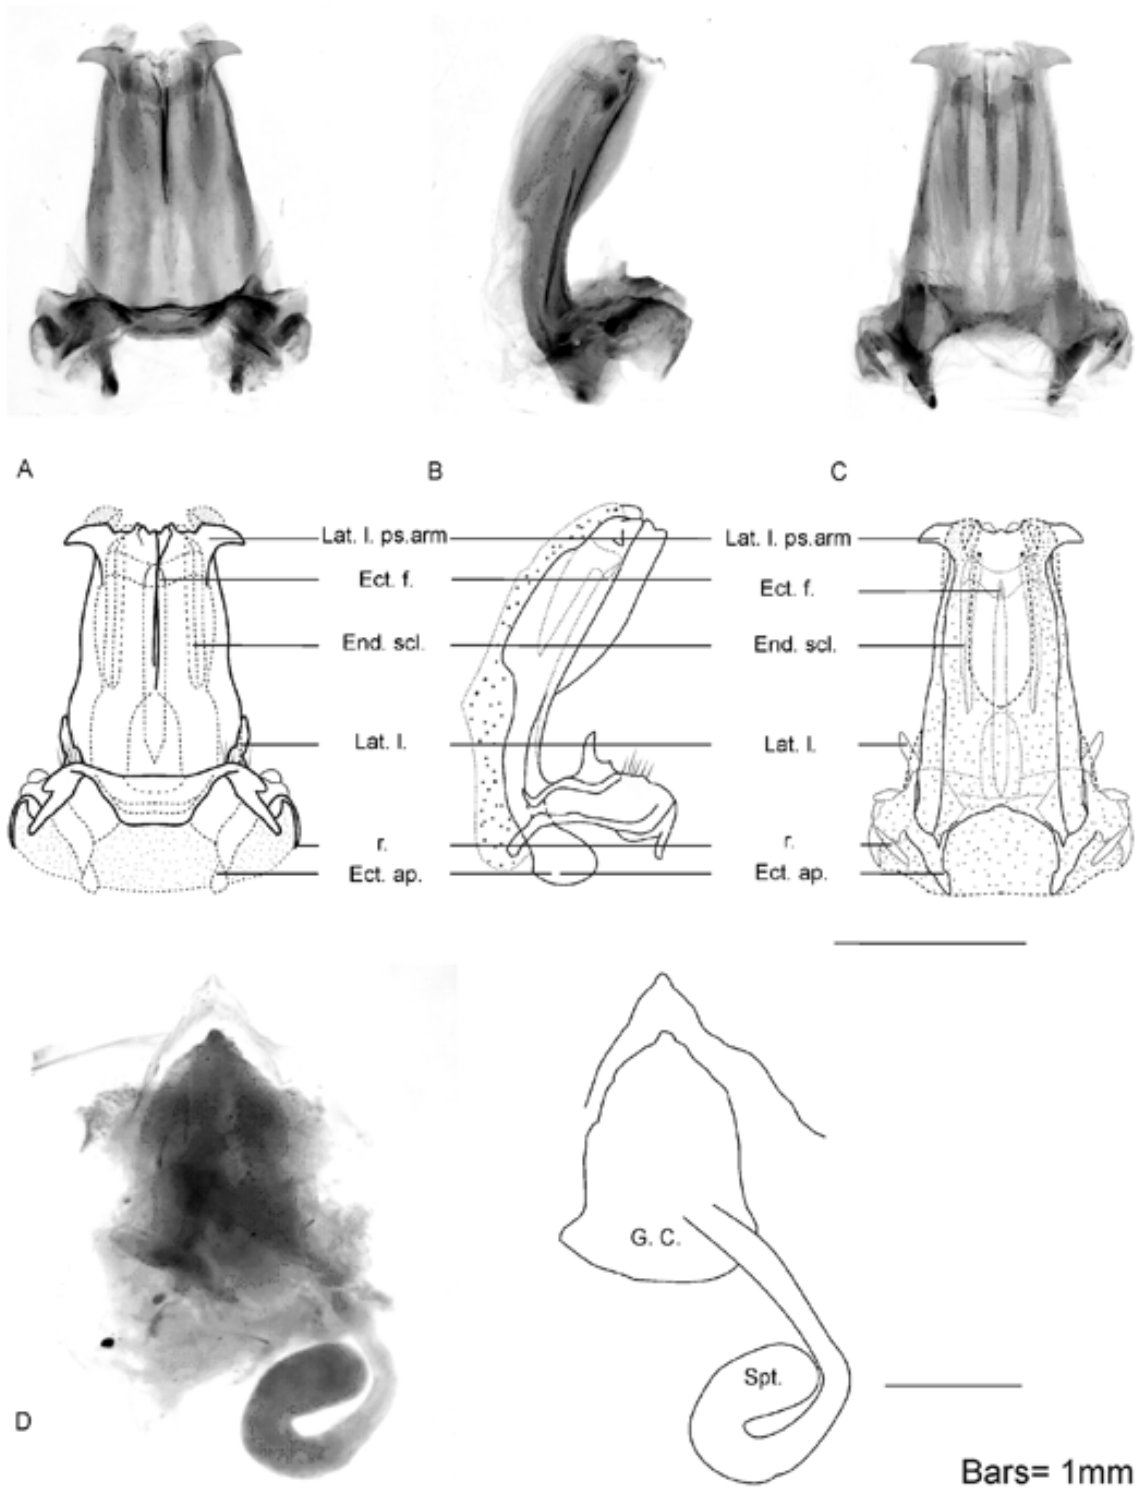 A B C
Lat. l. ps.arm Lat. l. ps.arm
Ect. f. Ect. f.
End. scl. End. scl.
Lat. l. Lat. l.
r. r.
Ect. ap. Ect. ap.
G. C.
Spt.
D
Bars= 1mm